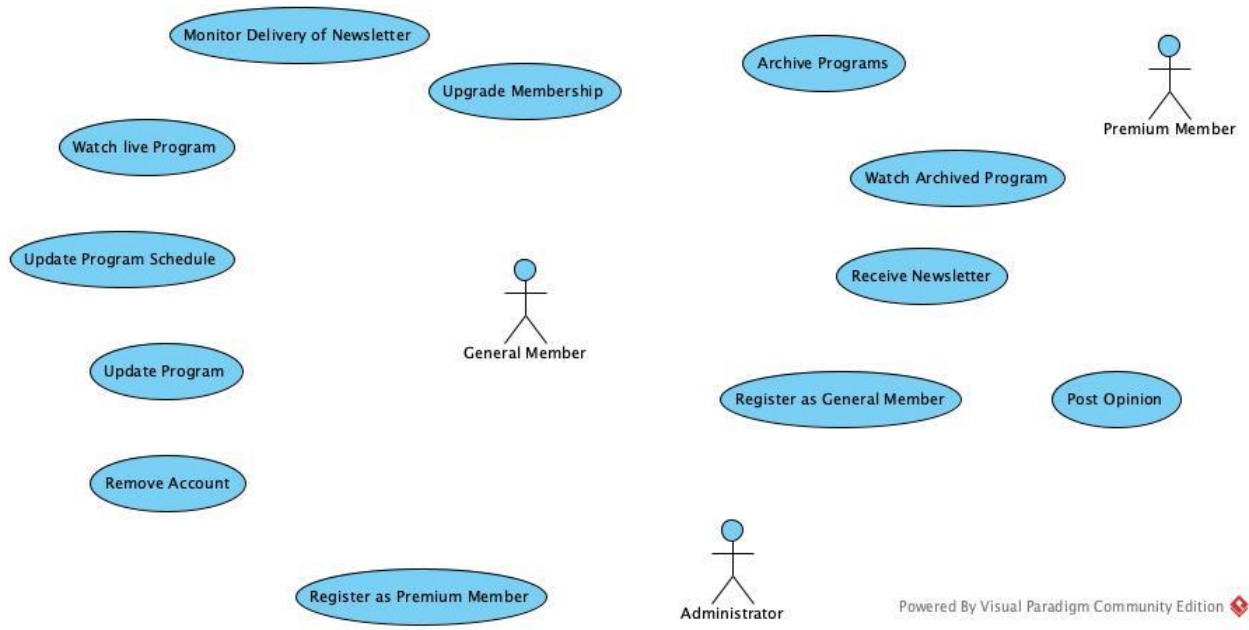 Monitor Delivery of Newsletter
Upgrade Membership
Archive Programs
Premium Member
Watch live Program
Watch Archived Program
Update Program Schedule
Receive Newsletter
General Member
Update Program
Register as General Member
Post Opinion
Remove Account
Register as Premium Member
Administrator
Powered By Visual Paradigm Community Edition